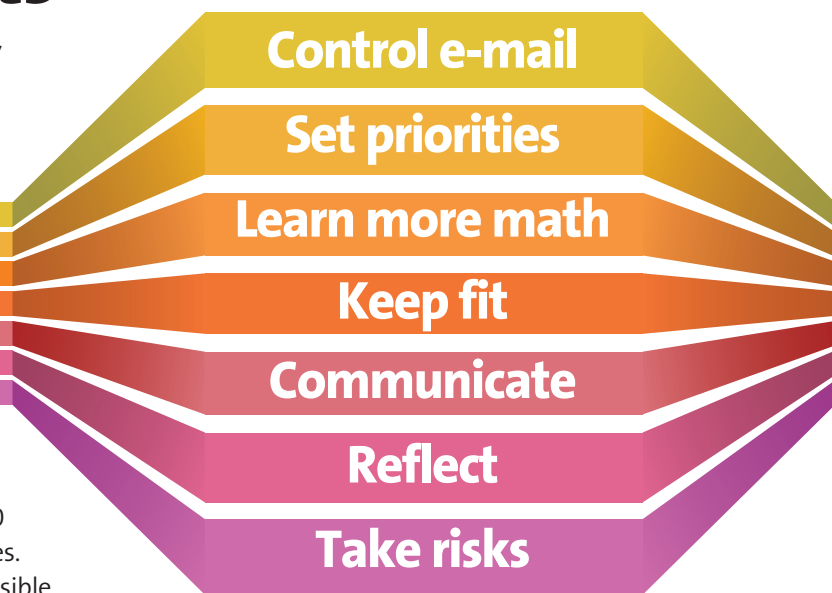 Control e-mail
Set priorities
Learn more math
Keep fit
Communicate
Reflect
Take risks